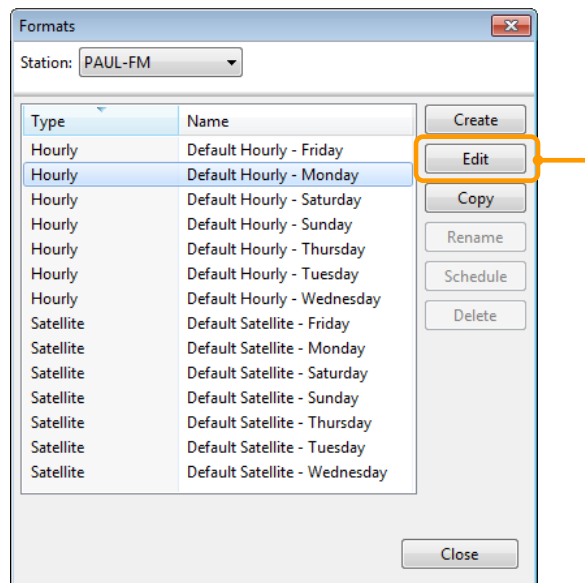 Formats
Station: PAUL-FM
Type Name
Hourly Default Hourly - Friday
Hourly Default Hourly - Monday
Hourly Default Hourly - Saturday
Hourly Default Hourly - Sunday
Hourly Default Hourly - Thursday
Hourly Default Hourly - Tuesday
Hourly Default Hourly - Wednesday
Satellite Default Satellite - Friday
Satellite Default Satellite - Monday
Satellite Default Satellite - Saturday
Satellite Default Satellite - Sunday
Satellite Default Satellite - Thursday
Satellite Default Satellite - Tuesday
Satellite Default Satellite - Wednesday
Create
Edit
Copy
Rename
Schedule
Delete
Close